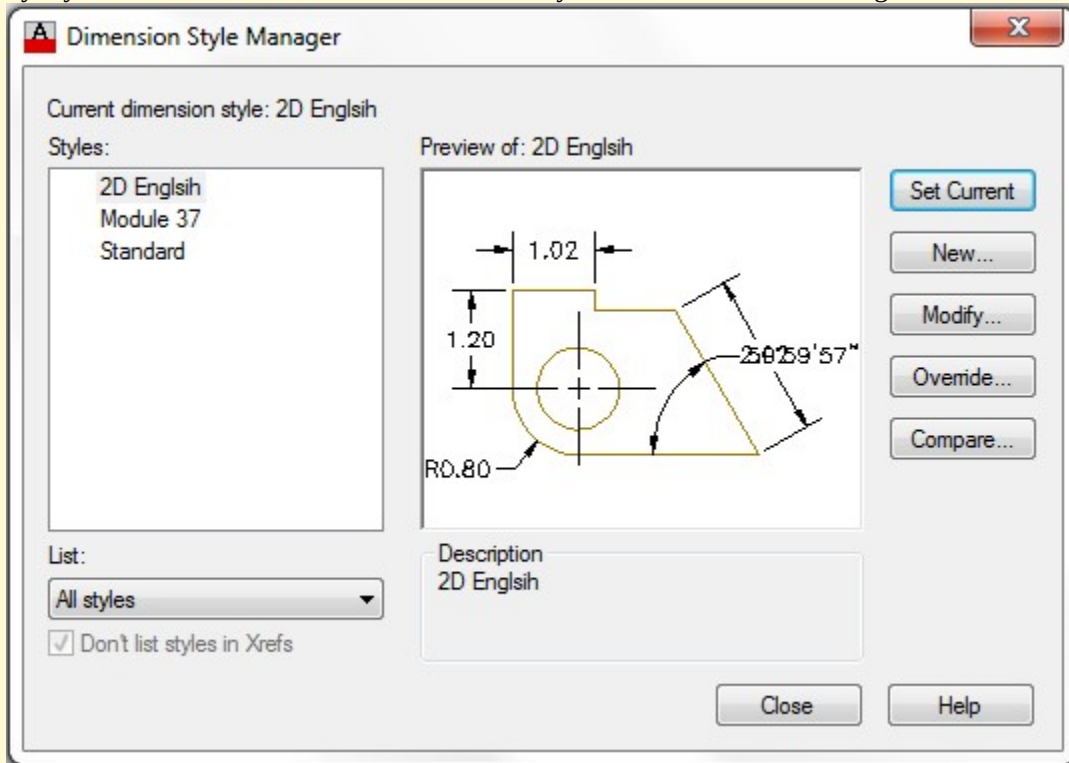 Dimension Style Manager
Current dimension style: 2D Englsih
Styles:
2D Englsih
Module 37
Standard
List:
All styles
Don't list styles in Xrefs
Preview of: 2D Englsih
1.02
1.20
R0.80
Description
2D Englsih
Set Current
New...
Modify...
Override...
Compare...
Close
Help